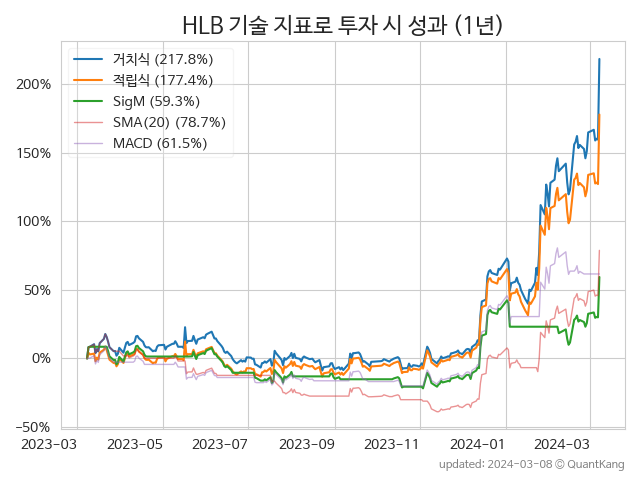 HLB 기술 지표로 투자 시 성과 (1년)
거치식 (217.8%)
적립식 (177.4%)
SigM (59.3%)
SMA(20) (78.7%)
MACD (61.5%)
200%
150%
100%
50%
0%
−50%
2023-03 2023-05 2023-07 2023-09 2023-11 2024-01 2024-03
updated: 2024-03-08 © QuantKang